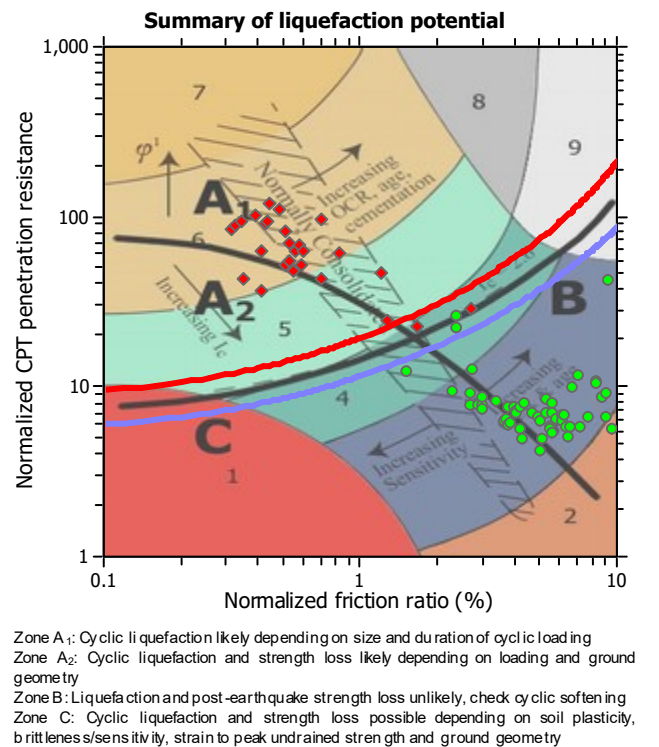 Summary of liquefaction potential
Normalized CPT penetration resistance
1,000
100
10
1
7
8
9
φ'
A1
Normally Consolidated
Increasing
OCR, age,
cementation
6
A2
Increasing Ic
5
B
4
C
Increasing
Sensitivity
1
2
0.1
1
10
Normalized friction ratio (%)
Zone A1: Cyclic liquefaction likely depending on size and duration of cyclic loading
Zone A2: Cyclic liquefaction and strength loss likely depending on loading and ground
geometry
Zone B: Liquefaction and post-earthquake strength loss unlikely, check cyclic softening
Zone C: Cyclic liquefaction and strength loss possible depending on soil plasticity,
brittleness/sensitivity, strain to peak undrained strength and ground geometry